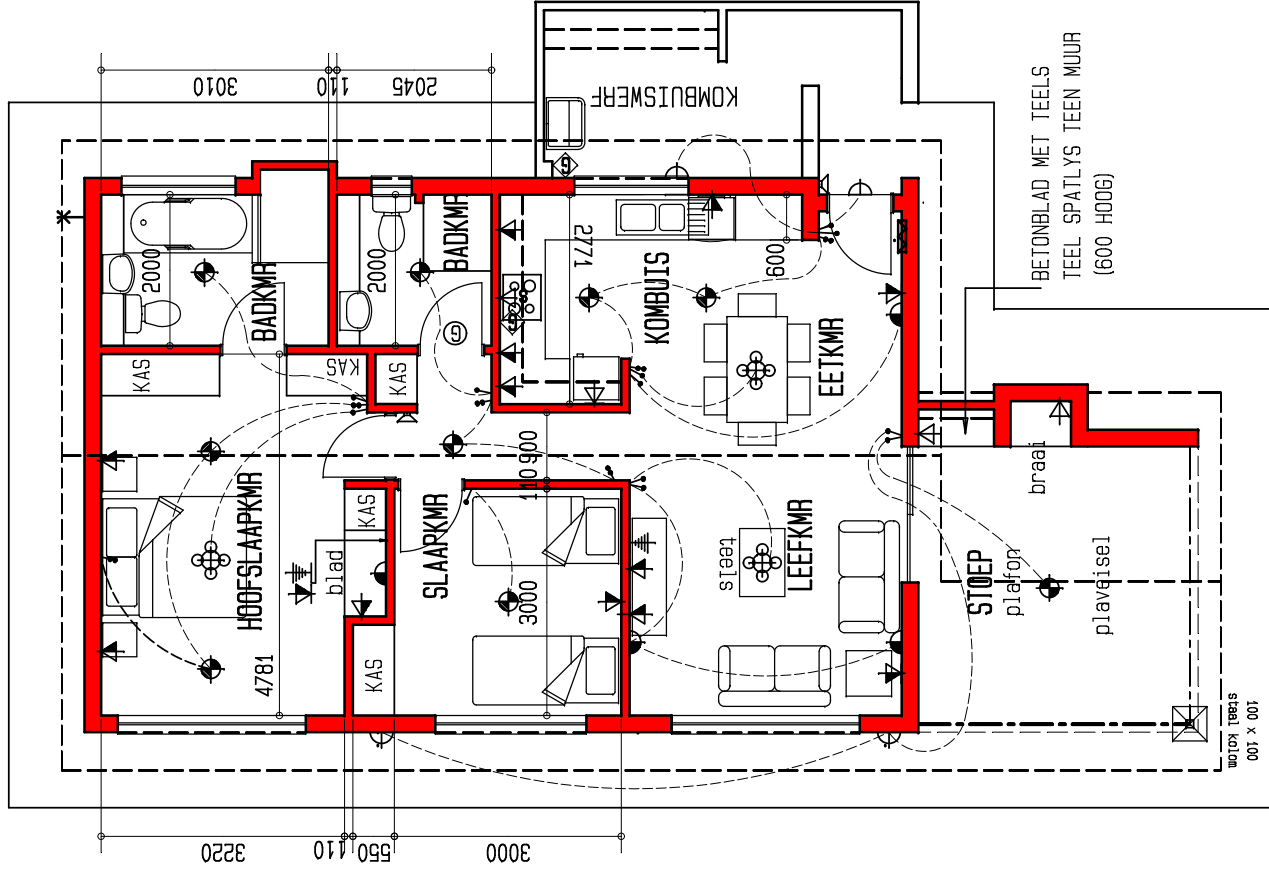 3010
110
2045
KOMBUISWERF
BETONBLAD MET TEELS
TEEL SPATLYS TEEN MUUR
(600 HOOG)
G
2000
BADKMR
2000
BADKMR
2771
KOMBUIS
600
KAS
KAS
KAS
G
EETKMR
900
110
HOOFSLAAPKMR
KAS
SLAAPKMR
blad
3000
KAS
4781
teels
LEEFKMR
braai
STOEP
plafon
plaveisel
100 x 100
staal kolom
3220
110
550
3000